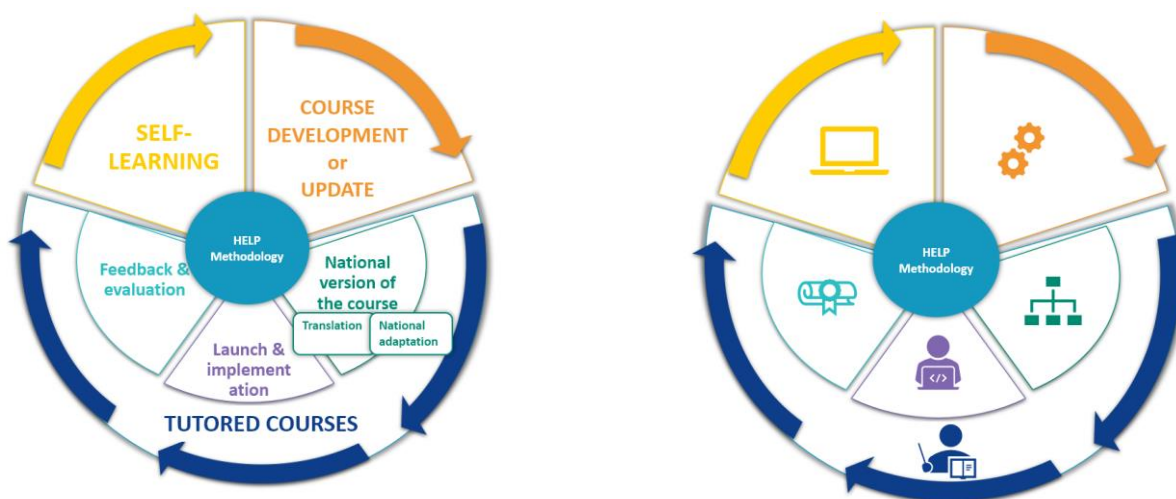 SELF-
LEARNING
COURSE
DEVELOPMENT
or
UPDATE
HELP
Methodology
Feedback &
evaluation
National
version of
the course
Translation
National
adaptation
Launch &
implement
ation
TUTORED COURSES
HELP
Methodology
</>